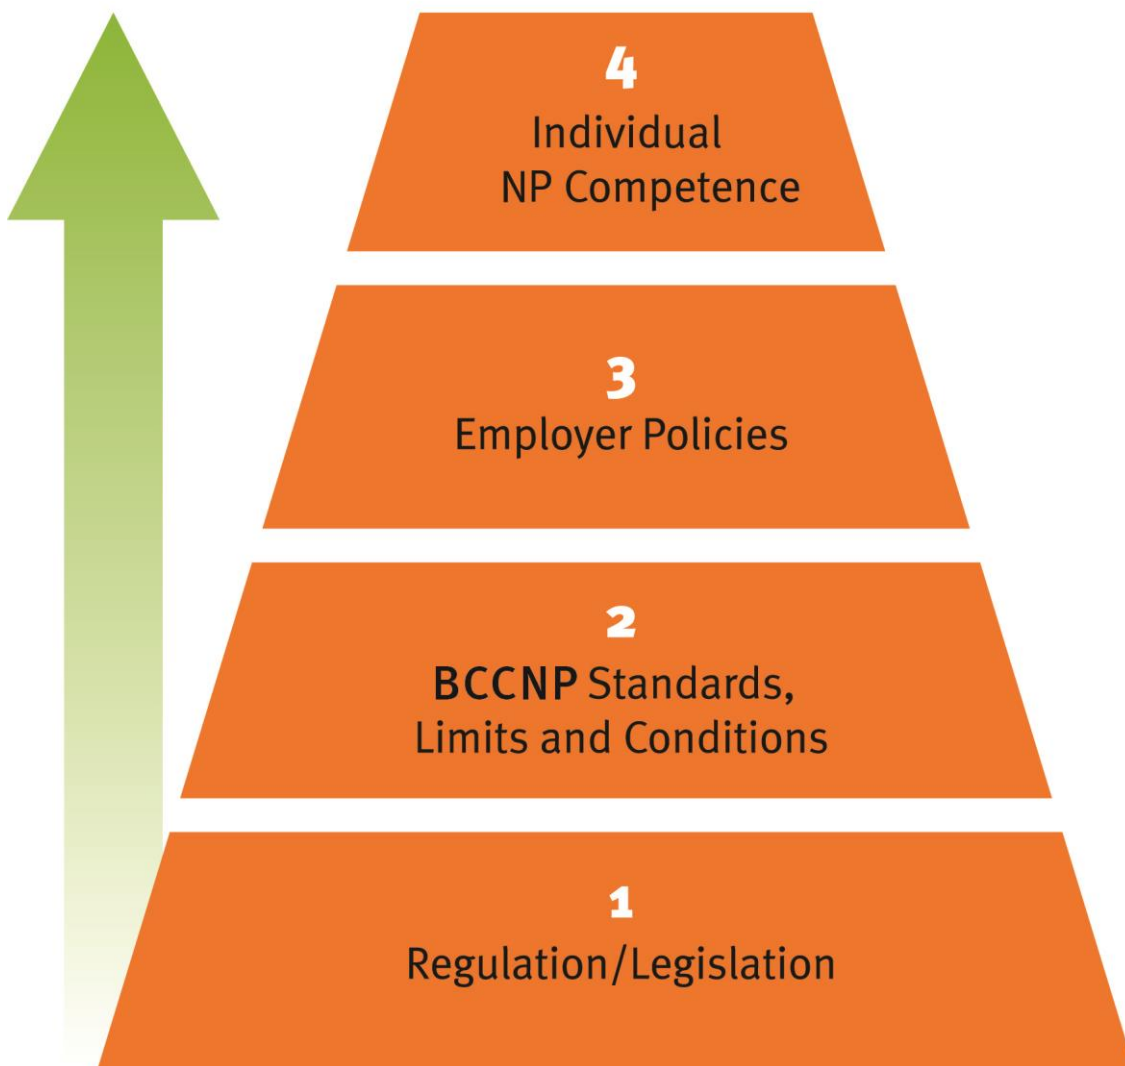 4
Individual
NP Competence
3
Employer Policies
2
BCCNP Standards,
Limits and Conditions
1
Regulation/Legislation